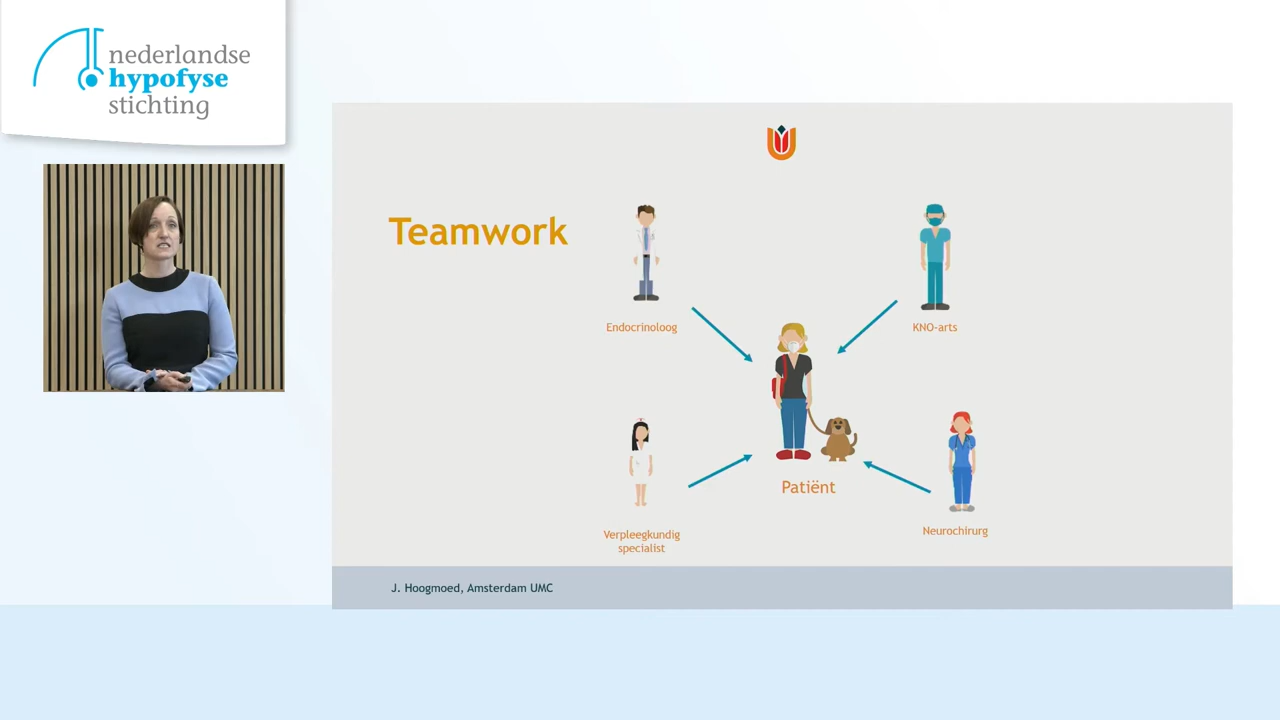 nederlandse
hypofyse
stichting
Teamwork
Endocrinoloog
KNO-arts
Patiënt
Verpleegkundig
specialist
Neurochirurg
J. Hoogmoed, Amsterdam UMC